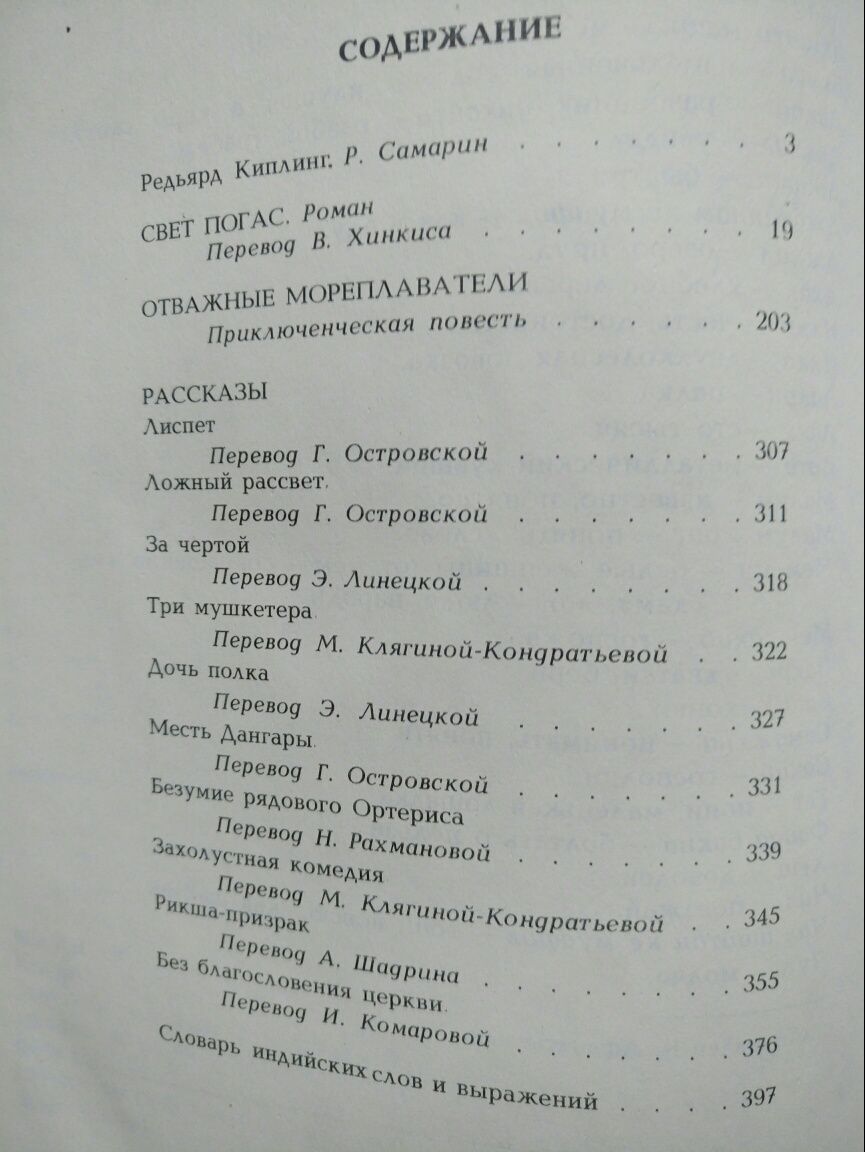 СОДЕРЖАНИЕ
Редьярд Киплинг. Р. Самарин . . . . . . . . 3
СВЕТ ПОГАС. Роман
Перевод В. Хинкиса . . . . . . . . 19
ОТВАЖНЫЕ МОРЕПЛАВАТЕЛИ
Приключенческая повесть . . . . . . 203
РАССКАЗЫ
Лиспет
Перевод Г. Островской . . . . . . . 307
Ложный рассвет.
Перевод Г. Островской . . . . . . . 311
За чертой
Перевод Э. Линецкой . . . . . . . . 318
Три мушкетера.
Перевод М. Клягиной-Кондратьевой . . 322
Дочь полка
Перевод Э. Линецкой . . . . . . . 327
Месть Дангары.
Перевод Г. Островской . . . . . . . 331
Безумие рядового Ортериса
Перевод Н. Рахмановой . . . . . . . 339
Захолустная комедия
Перевод М. Клягиной-Кондратьевой . . 345
Рикша-призрак
Перевод А. Шадрина . . . . . . . . 355
Без благословения церкви.
Перевод И. Комаровой . . . . . . . 376
Словарь индийских слов и выражений . . . . 397